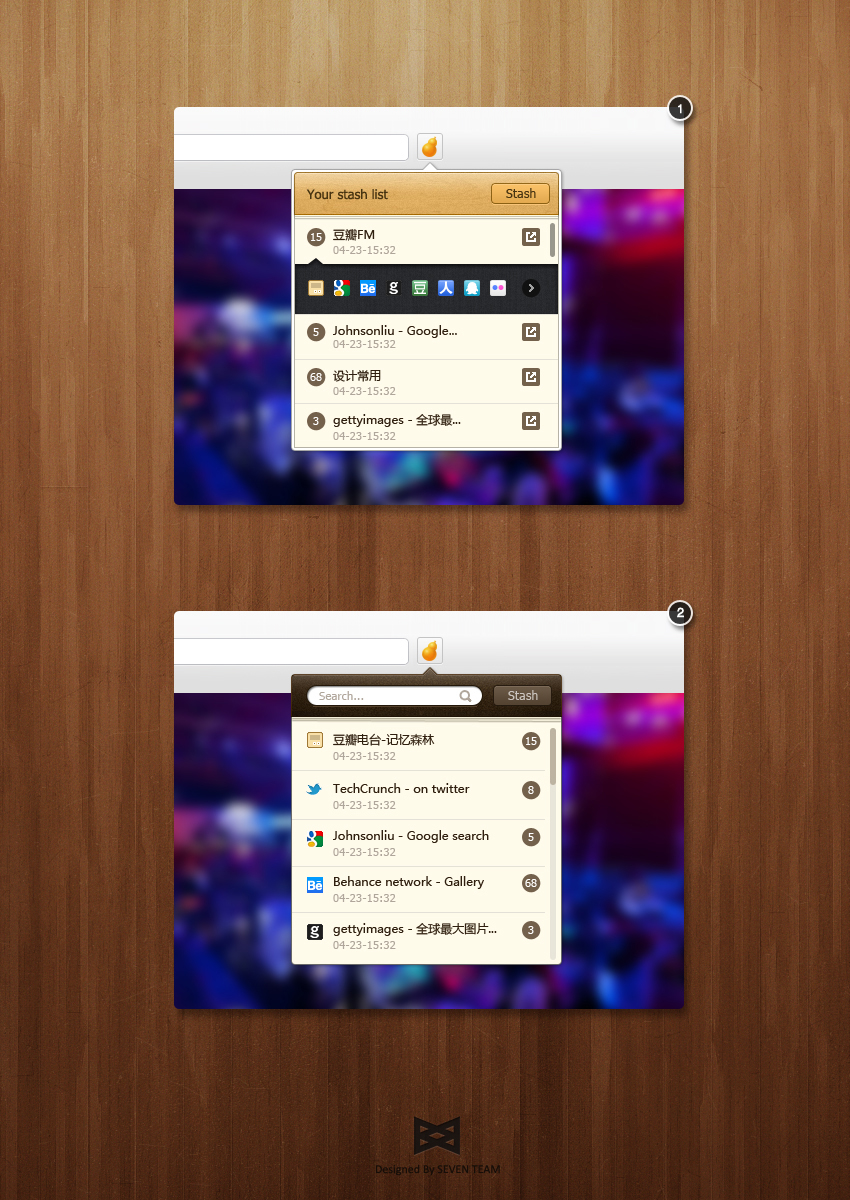 1
Your stash list
Stash
15
豆瓣FM
04-23-15:32
Bē
g
豆
人
5
Johnsonliu - Google...
04-23-15:32
68
设计常用
04-23-15:32
3
gettyimages - 全球最...
04-23-15:32
2
Search...
Stash
豆瓣电台-记忆森林
15
04-23-15:32
TechCrunch - on twitter
8
04-23-15:32
Johnsonliu - Google search
5
04-23-15:32
Bē
Behance network - Gallery
68
04-23-15:32
g
gettyimages - 全球最大图片...
3
04-23-15:32
Designed By SEVEN TEAM